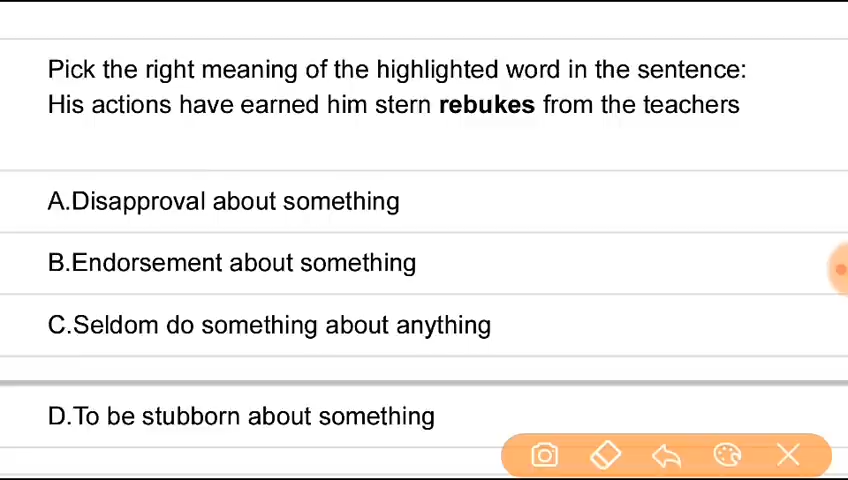 Pick the right meaning of the highlighted word in the sentence:
His actions have earned him stern rebukes from the teachers
A.Disapproval about something
B.Endorsement about something
C.Seldom do something about anything
D.To be stubborn about something